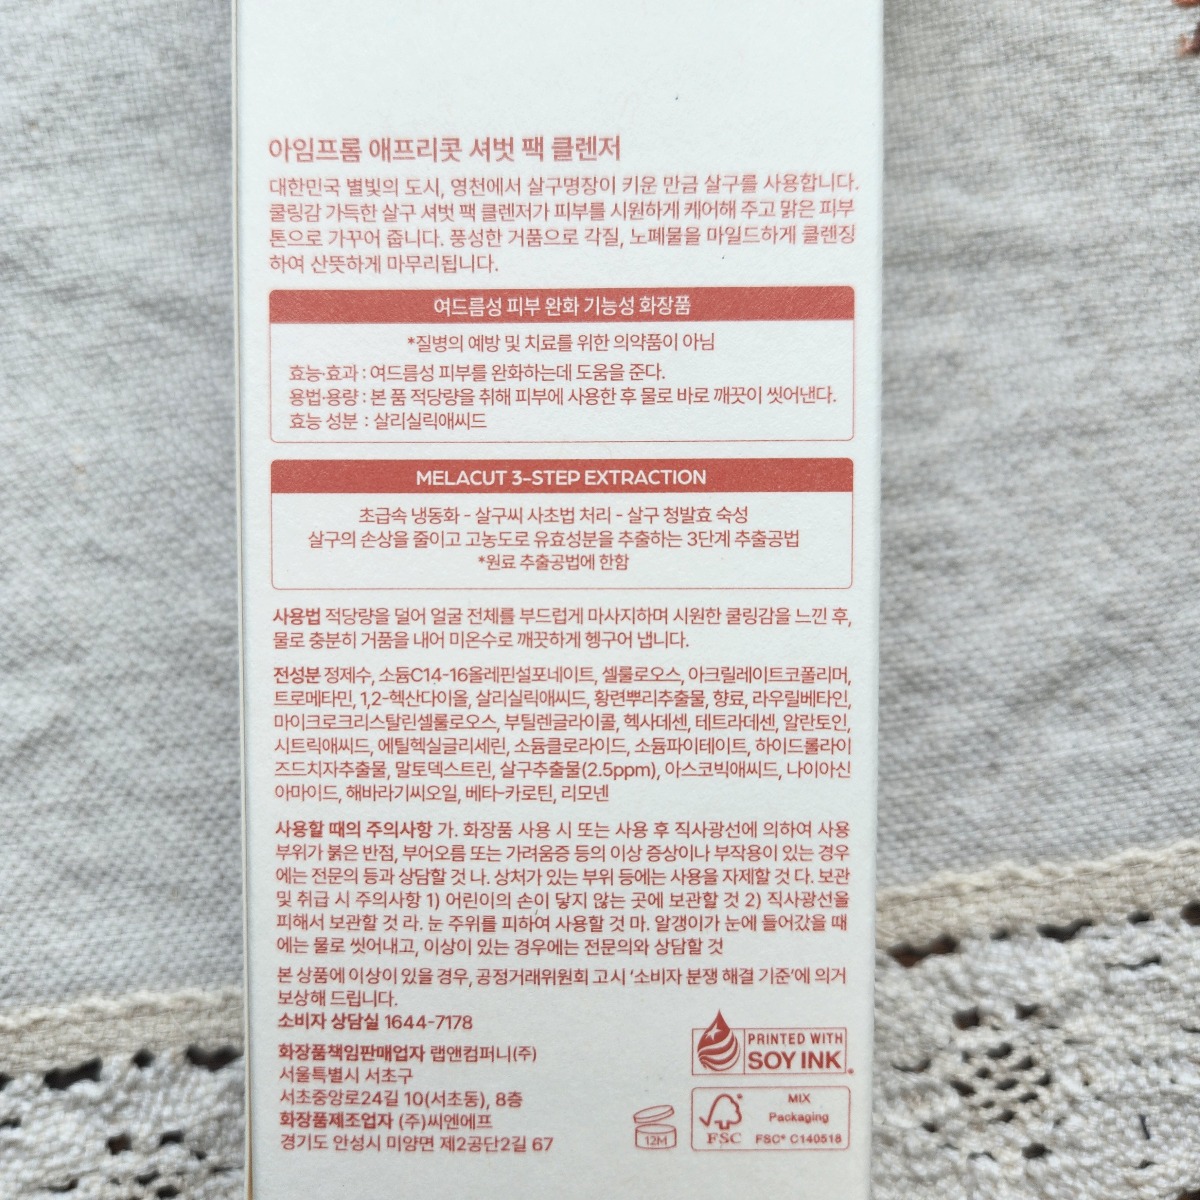 아임프롬 애프리콧 셔벗 팩 클렌저
대한민국 별빛의 도시, 영천에서 살구명장이 키운 만금 살구를 사용합니다.
쿨링감 가득한 살구 셔벗 팩 클렌저가 피부를 시원하게 케어해 주고 맑은 피부
톤으로 가꾸어 줍니다. 풍성한 거품으로 각질, 노폐물을 마일드하게 클렌징
하여 산뜻하게 마무리됩니다.
여드름성 피부 완화 기능성 화장품
*질병의 예방 및 치료를 위한 의약품이 아님
효능·효과 : 여드름성 피부를 완화하는데 도움을 준다.
용법·용량 : 본 품 적당량을 취해 피부에 사용한 후 물로 바로 깨끗이 씻어낸다.
효능 성분 : 살리실릭애씨드
MELACUT 3-STEP EXTRACTION
초급속 냉동화 - 살구씨 사초법 처리 - 살구 청발효 숙성
살구의 손상을 줄이고 고농도로 유효성분을 추출하는 3단계 추출공법
*원료 추출공법에 한함
사용법 적당량을 덜어 얼굴 전체를 부드럽게 마사지하며 시원한 쿨링감을 느낀 후,
물로 충분히 거품을 내어 미온수로 깨끗하게 헹구어 냅니다.
전성분 정제수, 소듐C14-16올레핀설포네이트, 셀룰로오스, 아크릴레이트코폴리머,
트로메타민, 1,2-헥산다이올, 살리실릭애씨드, 황련뿌리추출물, 향료, 라우릴베타인,
마이크로크리스탈린셀룰로오스, 부틸렌글라이콜, 헥사데센, 테트라데센, 알란토인,
시트릭애씨드, 에틸헥실글리세린, 소듐클로라이드, 소듐파이테이트, 하이드롤라이
즈드치자추출물, 말토덱스트린, 살구추출물(2.5ppm), 아스코빅애씨드, 나이아신
아마이드, 해바라기씨오일, 베타-카로틴, 리모넨
사용할 때의 주의사항 가. 화장품 사용 시 또는 사용 후 직사광선에 의하여 사용
부위가 붉은 반점, 부어오름 또는 가려움증 등의 이상 증상이나 부작용이 있는 경우
에는 전문의 등과 상담할 것 나. 상처가 있는 부위 등에는 사용을 자제할 것 다. 보관
및 취급 시 주의사항 1) 어린이의 손이 닿지 않는 곳에 보관할 것 2) 직사광선을
피해서 보관할 것 라. 눈 주위를 피하여 사용할 것 마. 알갱이가 눈에 들어갔을 때
에는 물로 씻어내고, 이상이 있는 경우에는 전문의와 상담할 것
본 상품에 이상이 있을 경우, 공정거래위원회 고시 '소비자 분쟁 해결 기준'에 의거
보상해 드립니다.
소비자 상담실 1644-7178
화장품책임판매업자 랩앤컴퍼니(주)
서울특별시 서초구
서초중앙로24길 10(서초동), 8층
화장품제조업자 (주)씨엔에프
경기도 안성시 미양면 제2공단2길 67
12M
PRINTED WITH
SOY INK
FSC
MIX
Packaging
FSC® C140518